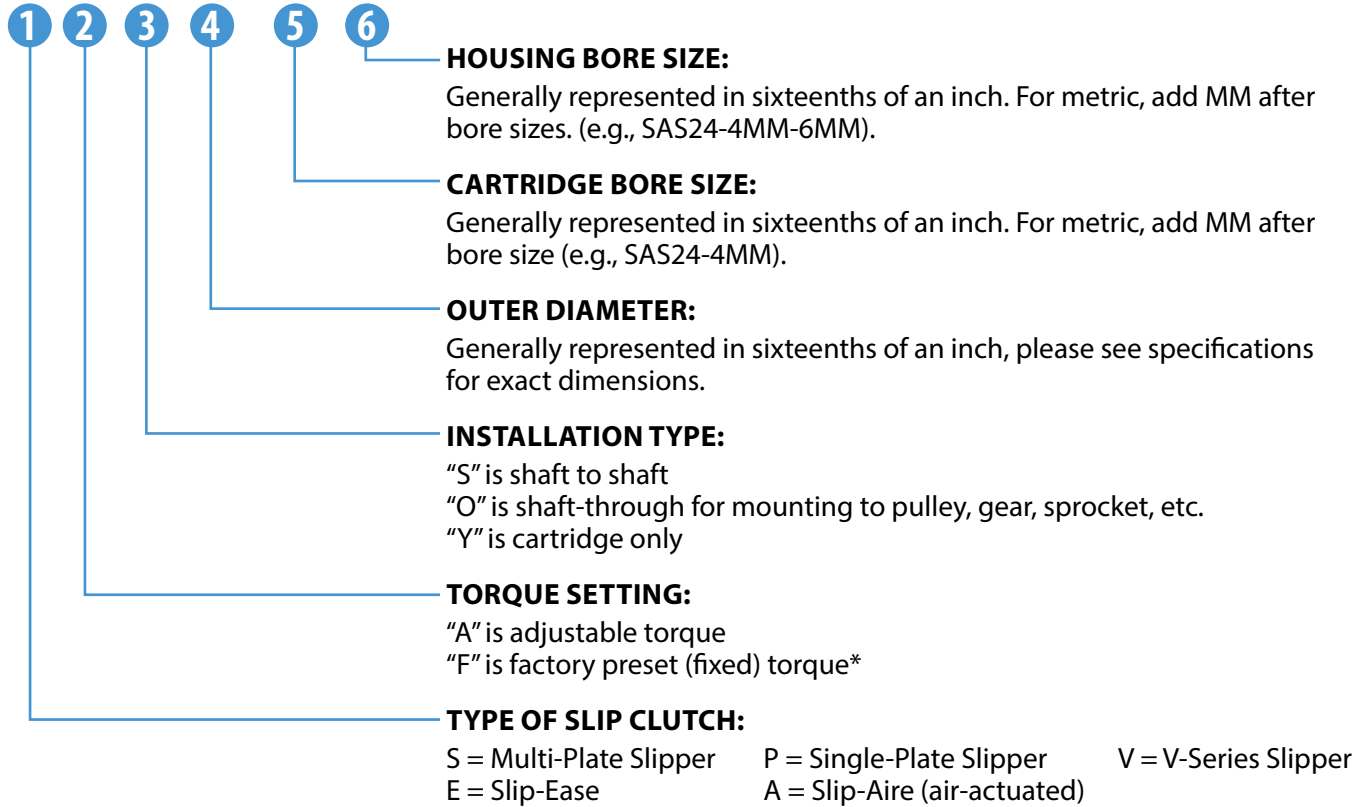 1 2 3 4 5 6
HOUSING BORE SIZE:
Generally represented in sixteenths of an inch. For metric, add MM after
bore sizes. (e.g., SAS24-4MM-6MM).
CARTRIDGE BORE SIZE:
Generally represented in sixteenths of an inch. For metric, add MM after
bore size (e.g., SAS24-4MM).
OUTER DIAMETER:
Generally represented in sixteenths of an inch, please see specifications
for exact dimensions.
INSTALLATION TYPE:
“S” is shaft to shaft
“O” is shaft-through for mounting to pulley, gear, sprocket, etc.
“Y” is cartridge only
TORQUE SETTING:
“A” is adjustable torque
“F” is factory preset (fixed) torque*
TYPE OF SLIP CLUTCH:
S = Multi-Plate Slipper P = Single-Plate Slipper V = V-Series Slipper
E = Slip-Ease A = Slip-Aire (air-actuated)